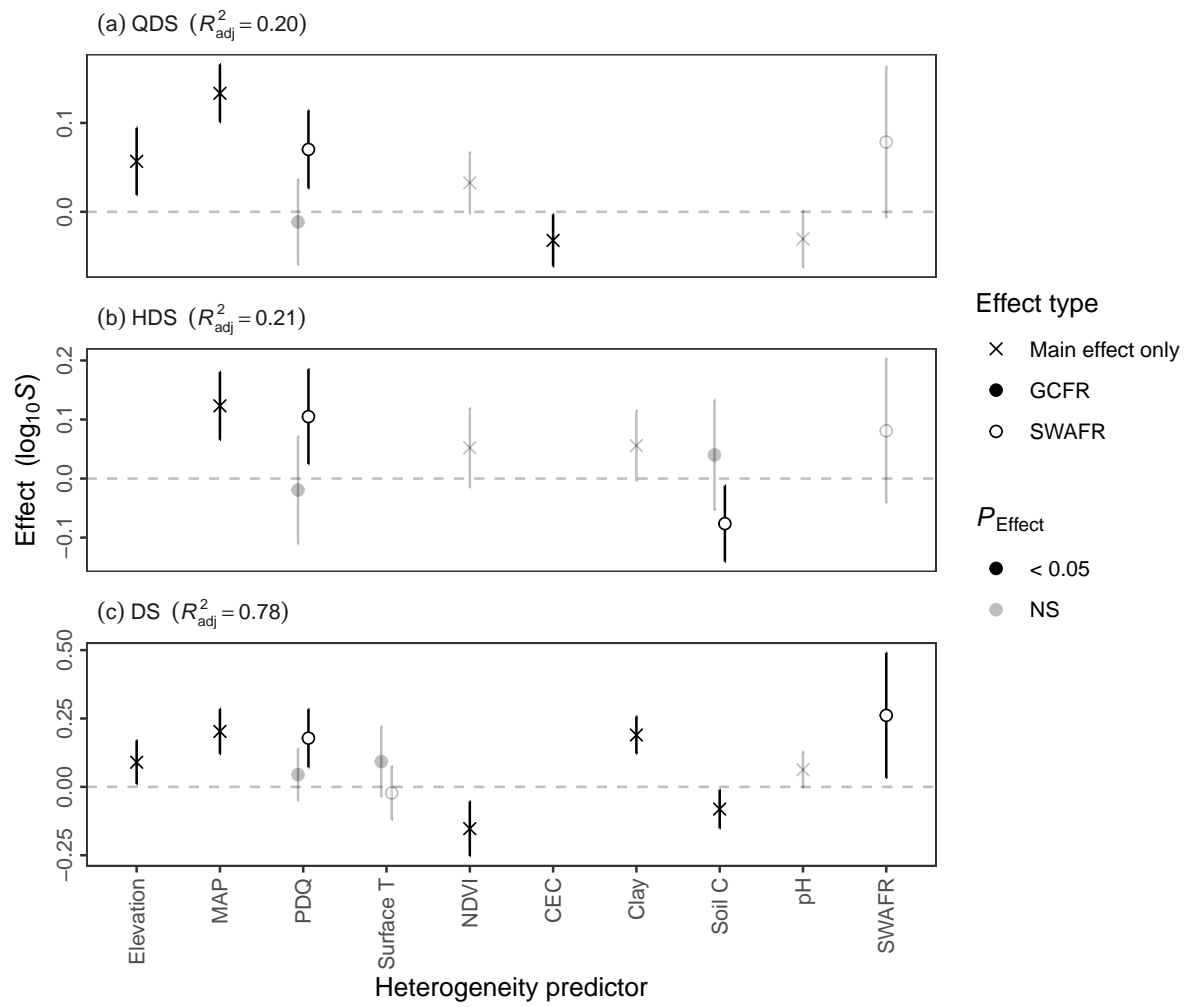 (a) QDS (R²adj = 0.20)
0.1
0.0
(b) HDS (R²adj = 0.21)
0.2
0.1
0.0
−0.1
(c) DS (R²adj = 0.78)
0.50
0.25
0.00
−0.25
Effect (log₁₀S)
Elevation
MAP
PDQ
Surface T
NDVI
CEC
Clay
Soil C
pH
SWAFR
Heterogeneity predictor
Effect type
Main effect only
GCFR
SWAFR
PEffect
< 0.05
NS